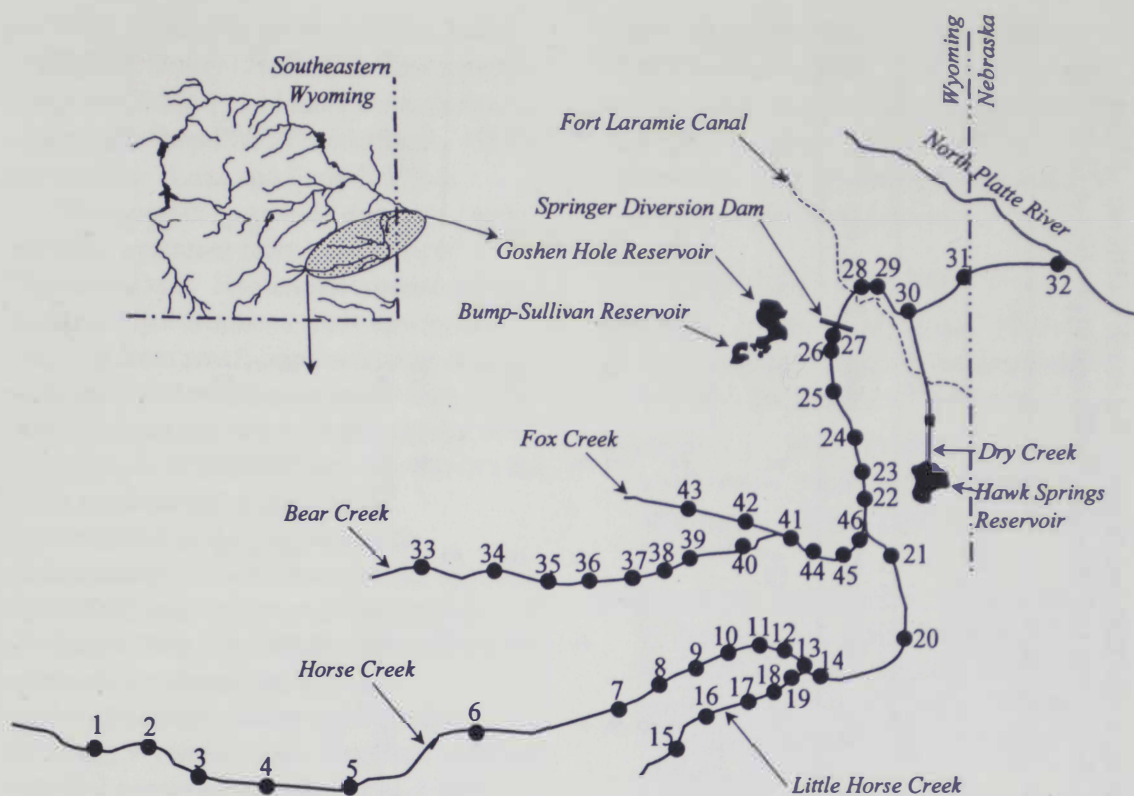 Southeastern
Wyoming
Wyoming
Nebraska
Fort Laramie Canal
North Platte River
Springer Diversion Dam
Goshen Hole Reservoir
Bump-Sullivan Reservoir
28
29
30
31
32
26
27
25
24
23
22
Fox Creek
Dry Creek
Hawk Springs
Reservoir
Bear Creek
43
42
41
46
33
34
35
36
37
38
39
40
44
45
21
20
Horse Creek
1
2
3
4
5
6
7
8
9
10
11
12
13
14
15
16
17
18
19
Little Horse Creek